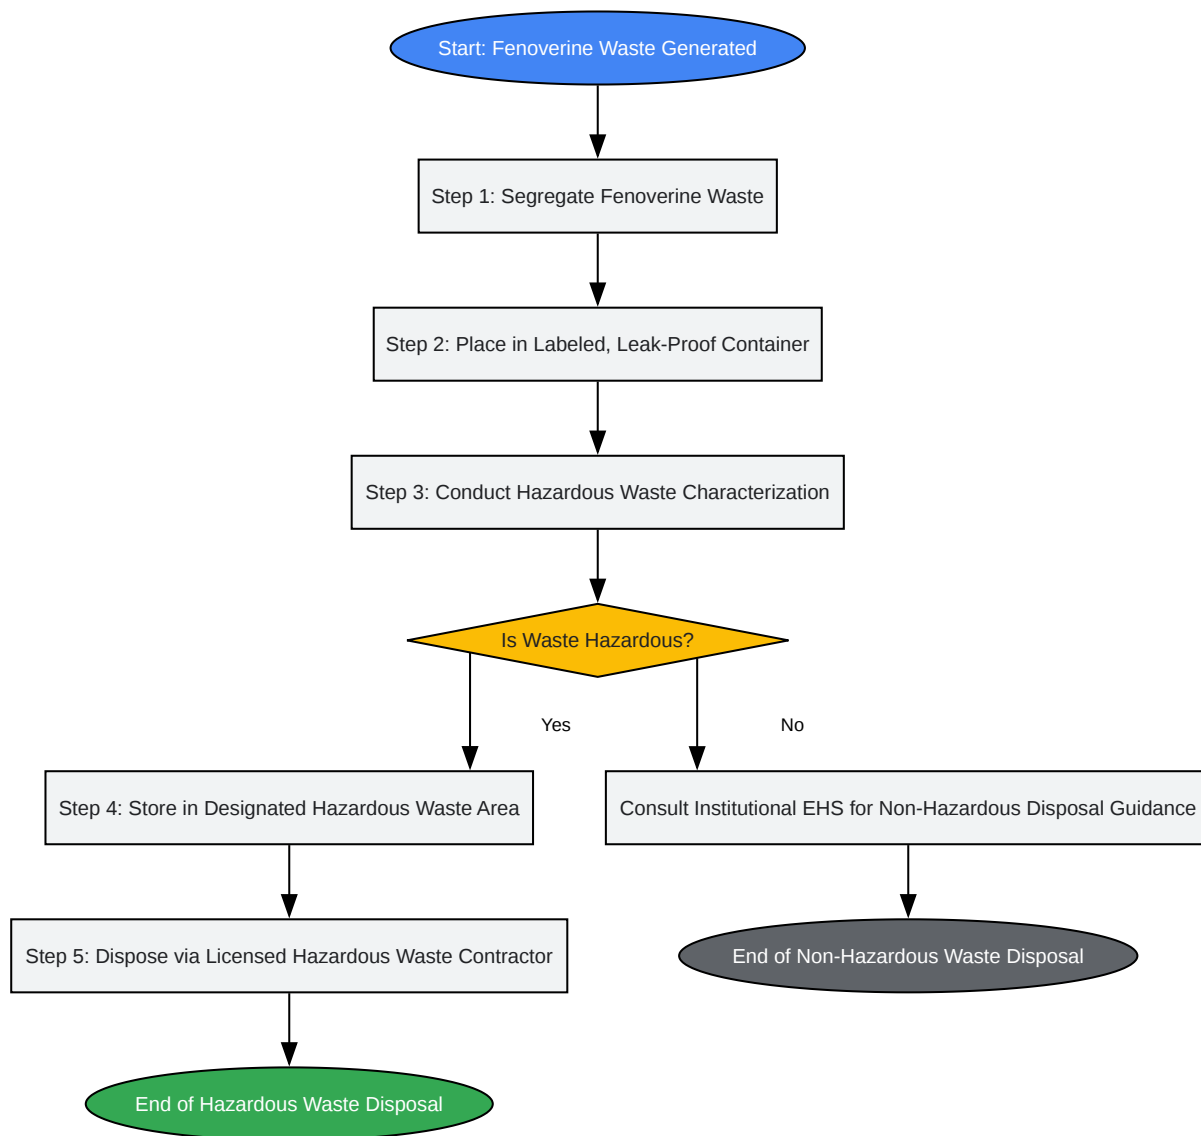 Start: Fenoverine Waste Generated
Step 1: Segregate Fenoverine Waste
Step 2: Place in Labeled, Leak-Proof Container
Step 3: Conduct Hazardous Waste Characterization
Is Waste Hazardous?
Yes
No
Step 4: Store in Designated Hazardous Waste Area
Consult Institutional EHS for Non-Hazardous Disposal Guidance
Step 5: Dispose via Licensed Hazardous Waste Contractor
End of Non-Hazardous Waste Disposal
End of Hazardous Waste Disposal